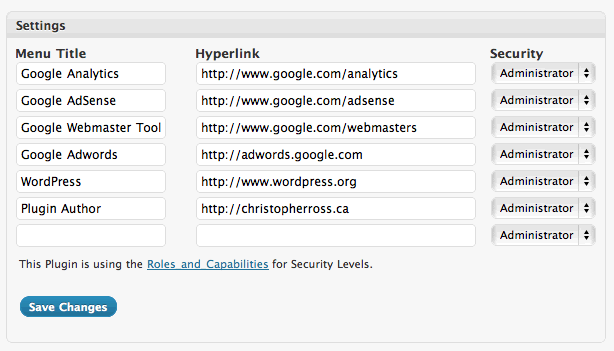 Settings
Menu Title Hyperlink Security
Google Analytics http://www.google.com/analytics Administrator
Google AdSense http://www.google.com/adsense Administrator
Google Webmaster Tool http://www.google.com/webmasters Administrator
Google Adwords http://adwords.google.com Administrator
WordPress http://www.wordpress.org Administrator
Plugin Author http://christopherross.ca Administrator
Administrator
This Plugin is using the Roles and Capabilities for Security Levels.
Save Changes